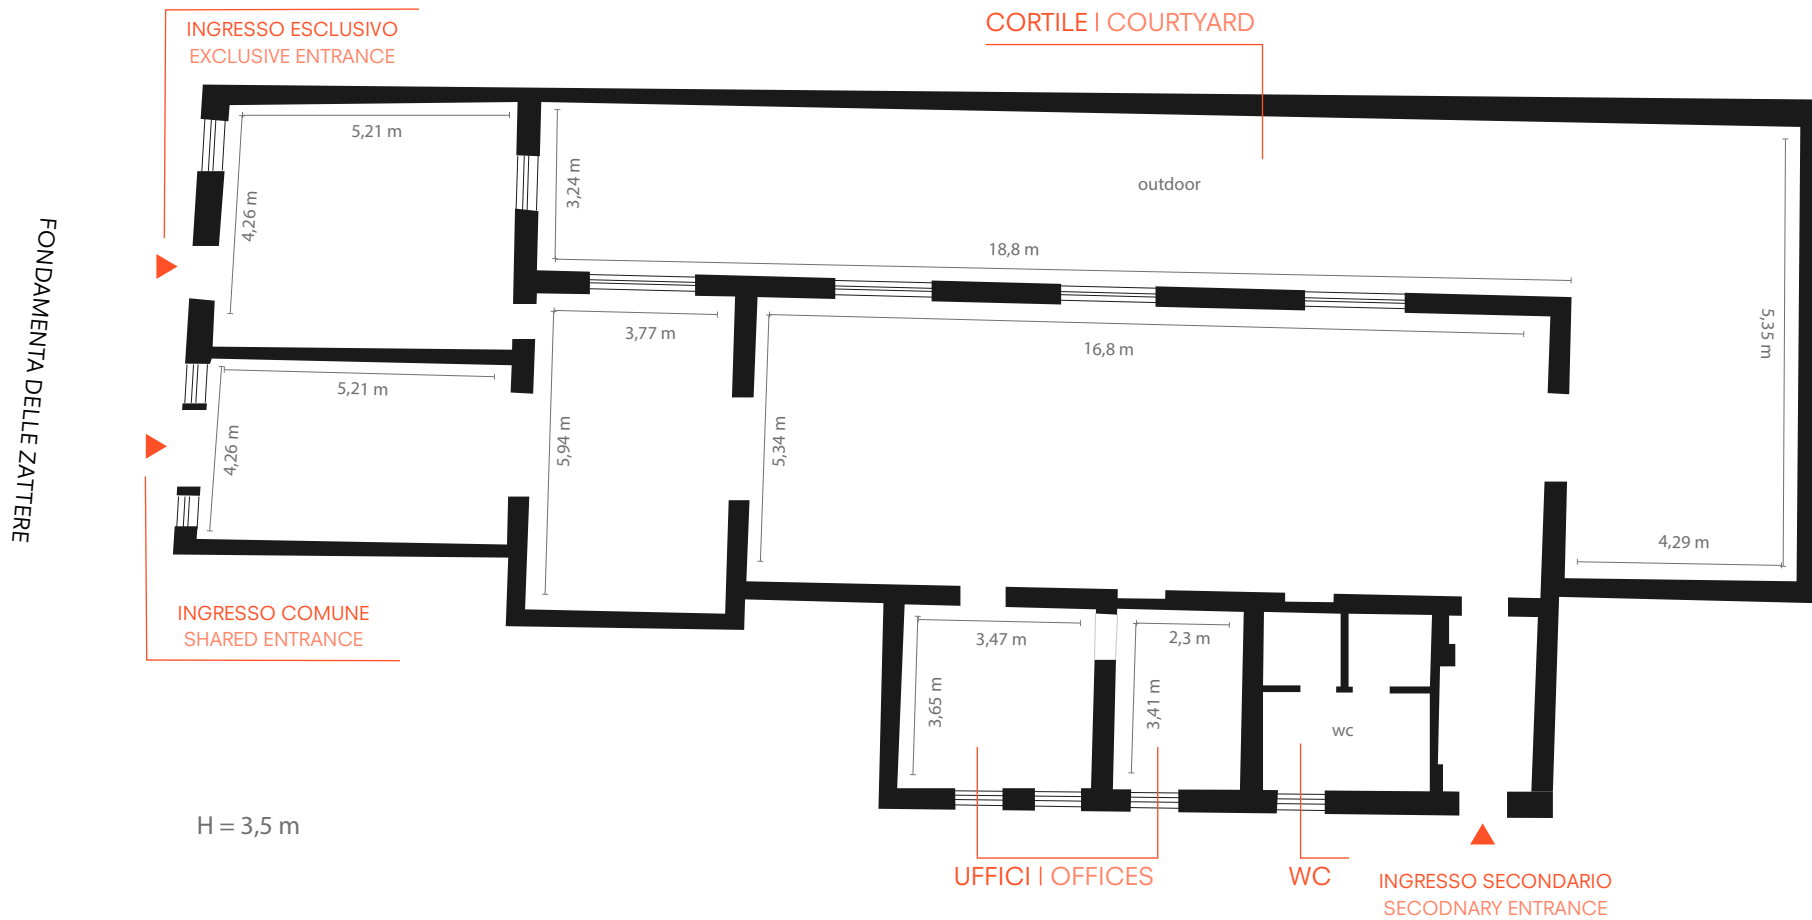 INGRESSO ESCLUSIVO
EXCLUSIVE ENTRANCE
CORTILE | COURTYARD
5,21 m
4,26 m
3,24 m
outdoor
18,8 m
5,35 m
4,29 m
3,77 m
5,94 m
16,8 m
5,34 m
5,21 m
4,26 m
FONDAMENTA DELLE ZATTERE
INGRESSO COMUNE
SHARED ENTRANCE
3,47 m
3,65 m
2,3 m
3,41 m
wc
H = 3,5 m
UFFICI | OFFICES
WC
INGRESSO SECONDARIO
SECODNARY ENTRANCE